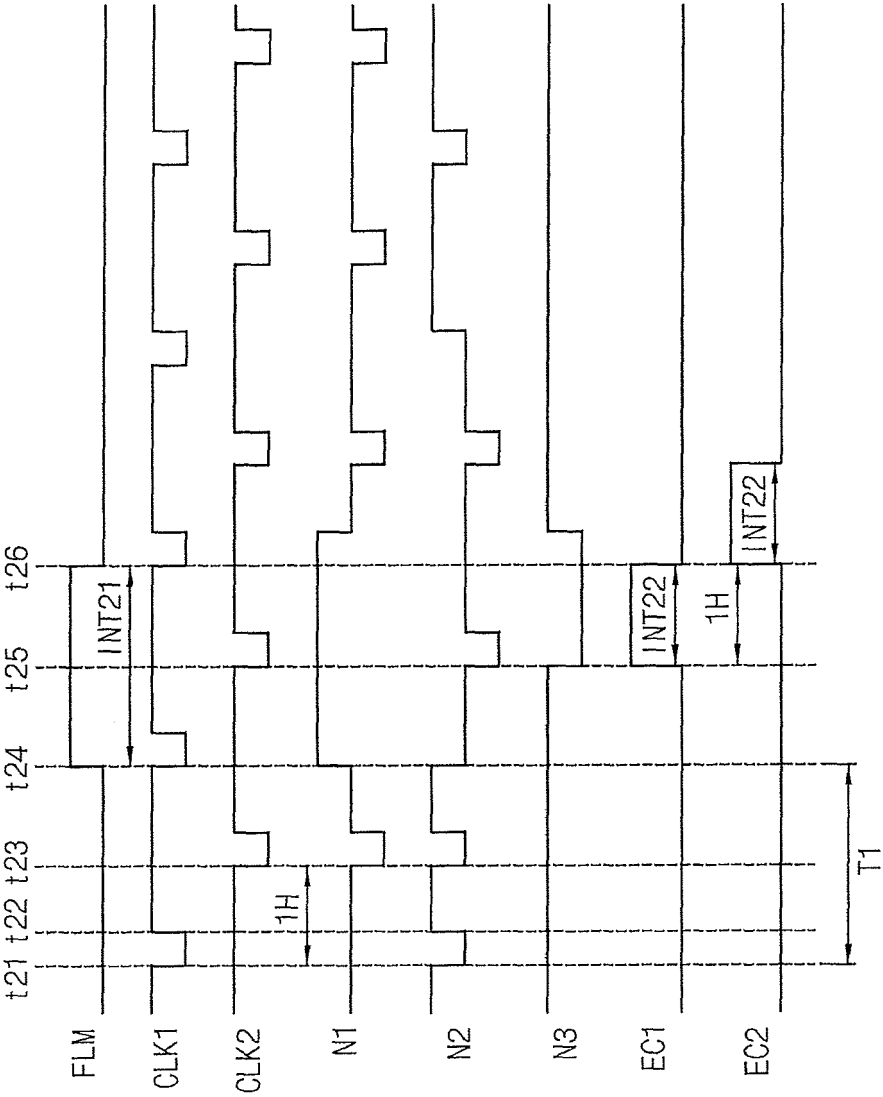 t21 t22 t23 t24 t25 t26
FLM
INT21
CLK1
CLK2
1H
N1
N2
N3
EC1
INT22
1H
EC2
INT22
T1